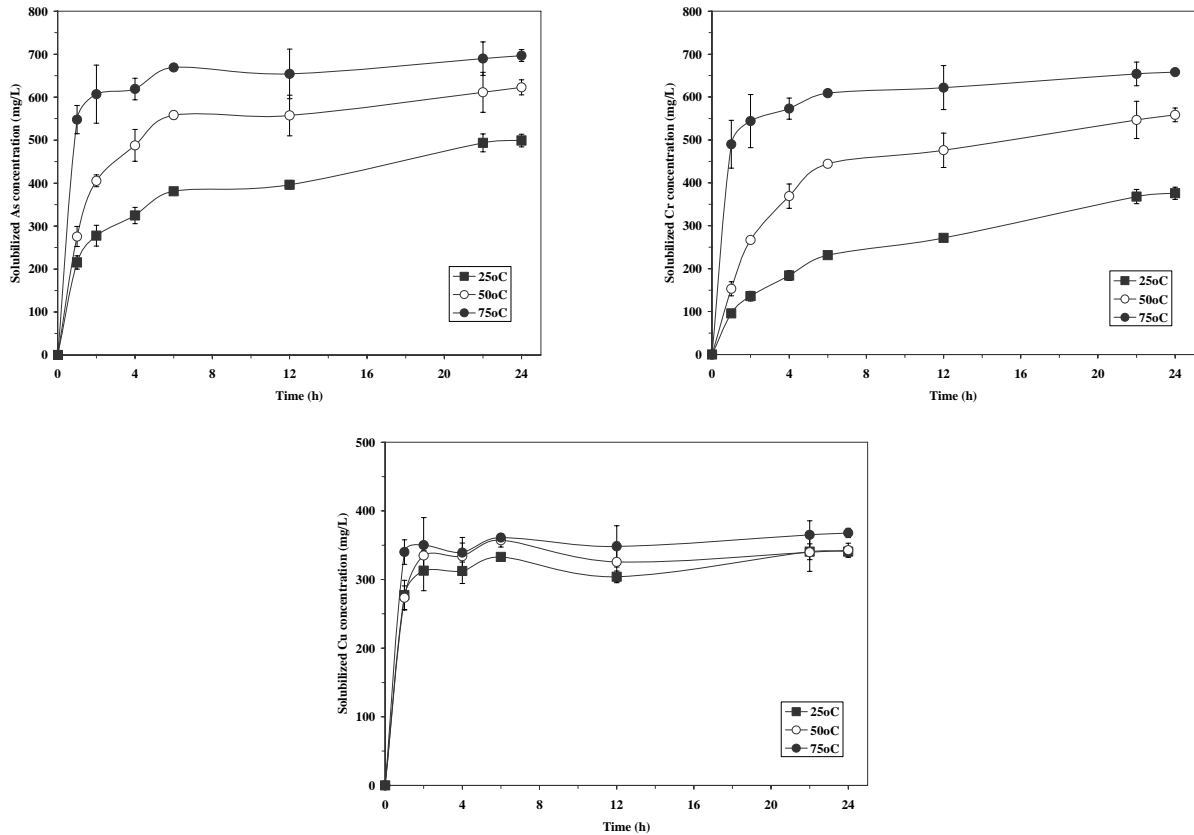 Solubilized As concentration (mg/L)
800
700
600
500
400
300
200
100
0
0 4 8 12 16 20 24
Time (h)
25oC
50oC
75oC
Solubilized Cr concentration (mg/L)
800
700
600
500
400
300
200
100
0
0 4 8 12 16 20 24
Time (h)
25oC
50oC
75oC
Solubilized Cu concentration (mg/L)
500
400
300
200
100
0
0 4 8 12 16 20 24
Time (h)
25oC
50oC
75oC